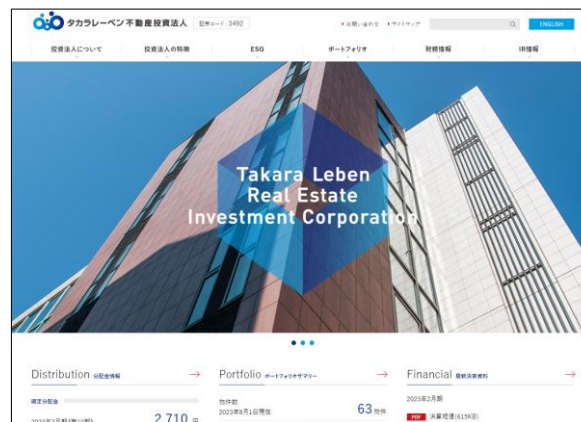 タカラレーベン不動産投資法人 証券コード 3492
お問い合わせ サイトマップ ENGLISH
投資法人について 投資法人の特徴 ESG ポートフォリオ 財務情報 IR情報
Takara Leben
Real Estate
Investment Corporation
Distribution 分配金情報 →
Portfolio ポートフォリオサマリー →
Financial 最新決算資料 →
確定分配金
2,710 円
物件数
2023年8月1日現在 63 物件
2023年2月期
PDF 決算短信(615KB)